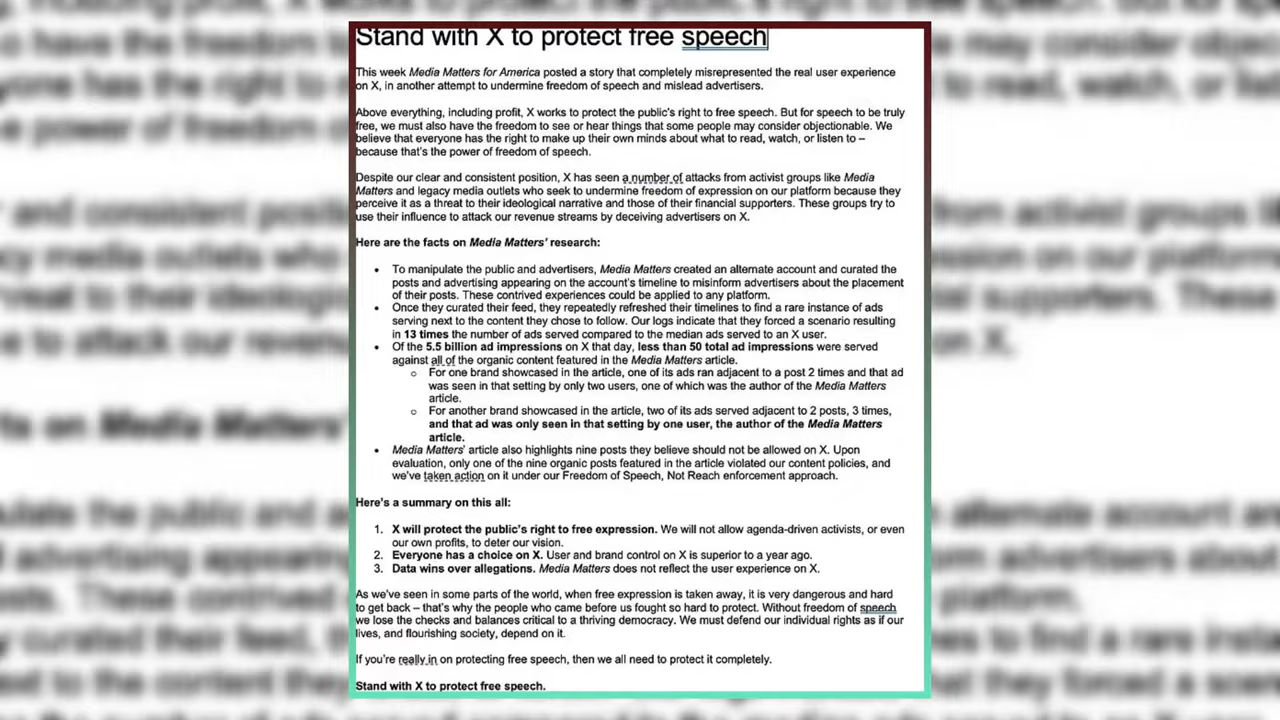 Stand with X to protect free speech
This week Media Matters for America posted a story that completely misrepresented the real user experience
on X, in another attempt to undermine freedom of speech and mislead advertisers.
Above everything, including profit, X works to protect the public's right to free speech. But for speech to be truly
free, we must also have the freedom to see or hear things that some people may consider objectionable. We
believe that everyone has the right to make up their own minds about what to read, watch, or listen to –
because that's the power of freedom of speech.
Despite our clear and consistent position, X has seen a number of attacks from activist groups like Media
Matters and legacy media outlets who seek to undermine freedom of expression on our platform because they
perceive it as a threat to their ideological narrative and those of their financial supporters. These groups try to
use their influence to attack our revenue streams by deceiving advertisers on X.
Here are the facts on Media Matters' research:
• To manipulate the public and advertisers, Media Matters created an alternate account and curated the
posts and advertising appearing on the account's timeline to misinform advertisers about the placement
of their posts. These contrived experiences could be applied to any platform.
• Once they curated their feed, they repeatedly refreshed their timelines to find a rare instance of ads
serving next to the content they chose to follow. Our logs indicate that they forced a scenario resulting
in 13 times the number of ads served compared to the median ads served to an X user.
• Of the 5.5 billion ad impressions on X that day, less than 50 total ad impressions were served
against all of the organic content featured in the Media Matters article.
o For one brand showcased in the article, one of its ads ran adjacent to a post 2 times and that ad
was seen in that setting by only two users, one of which was the author of the Media Matters
article.
o For another brand showcased in the article, two of its ads served adjacent to 2 posts, 3 times,
and that ad was only seen in that setting by one user, the author of the Media Matters
article.
• Media Matters' article also highlights nine posts they believe should not be allowed on X. Upon
evaluation, only one of the nine organic posts featured in the article violated our content policies, and
we've taken action on it under our Freedom of Speech, Not Reach enforcement approach.
Here's a summary on this all:
1. X will protect the public's right to free expression. We will not allow agenda-driven activists, or even
our own profits, to deter our vision.
2. Everyone has a choice on X. User and brand control on X is superior to a year ago.
3. Data wins over allegations. Media Matters does not reflect the user experience on X.
As we've seen in some parts of the world, when free expression is taken away, it is very dangerous and hard
to get back – that's why the people who came before us fought so hard to protect. Without freedom of speech
we lose the checks and balances critical to a thriving democracy. We must defend our individual rights as if our
lives, and flourishing society, depend on it.
If you're really in on protecting free speech, then we all need to protect it completely.
Stand with X to protect free speech.